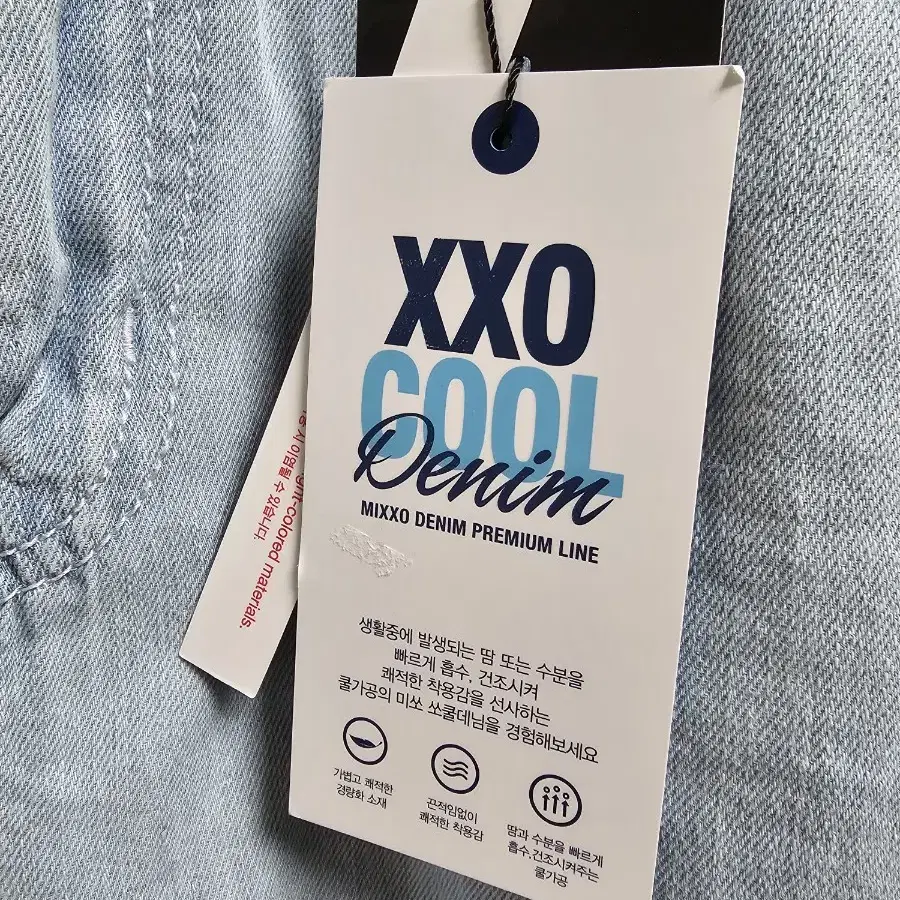 XXO
COOL
Denim
MIXXO DENIM PREMIUM LINE
생활중에 발생되는 땀 또는 수분을
빠르게 흡수, 건조시켜
쾌적한 착용감을 선사하는
쿨가공의 미쏘 쏘쿨데님을 경험해보세요
가볍고 쾌적한
경량화 소재
끈적임없이
쾌적한 착용감
땀과 수분을 빠르게
흡수,건조시켜주는
쿨가공
시 이염될 수 있습니다.
ght-colored materials.